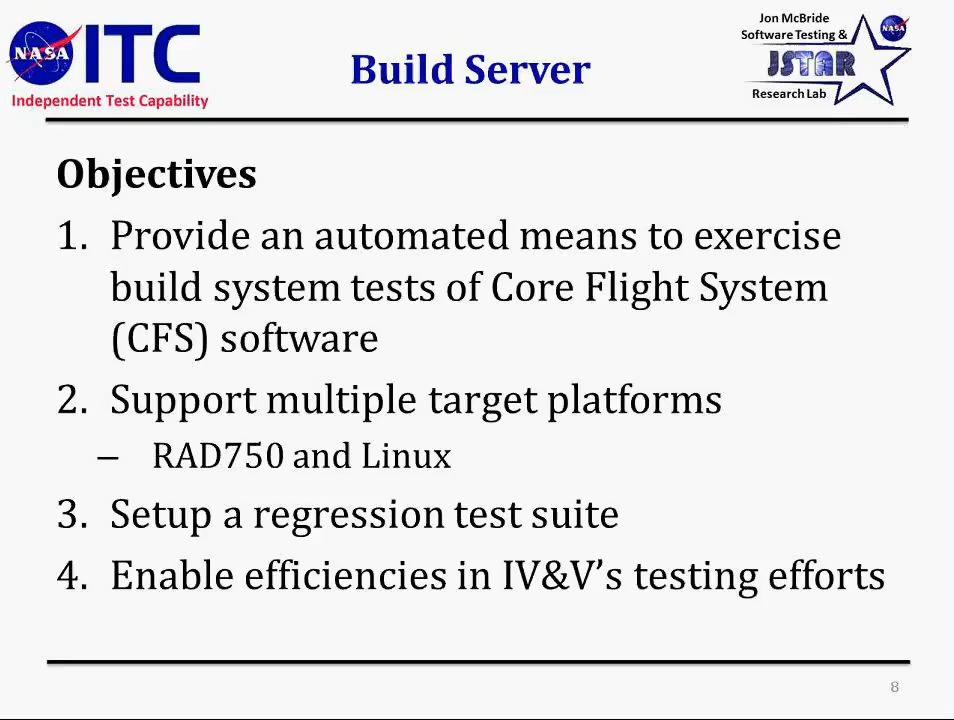 NASA
ITC
Independent Test Capability
Build Server
Jon McBride
Software Testing &
JSTAR
Research Lab
NASA
Objectives
1. Provide an automated means to exercise
build system tests of Core Flight System
(CFS) software
2. Support multiple target platforms
– RAD750 and Linux
3. Setup a regression test suite
4. Enable efficiencies in IV&V’s testing efforts
8